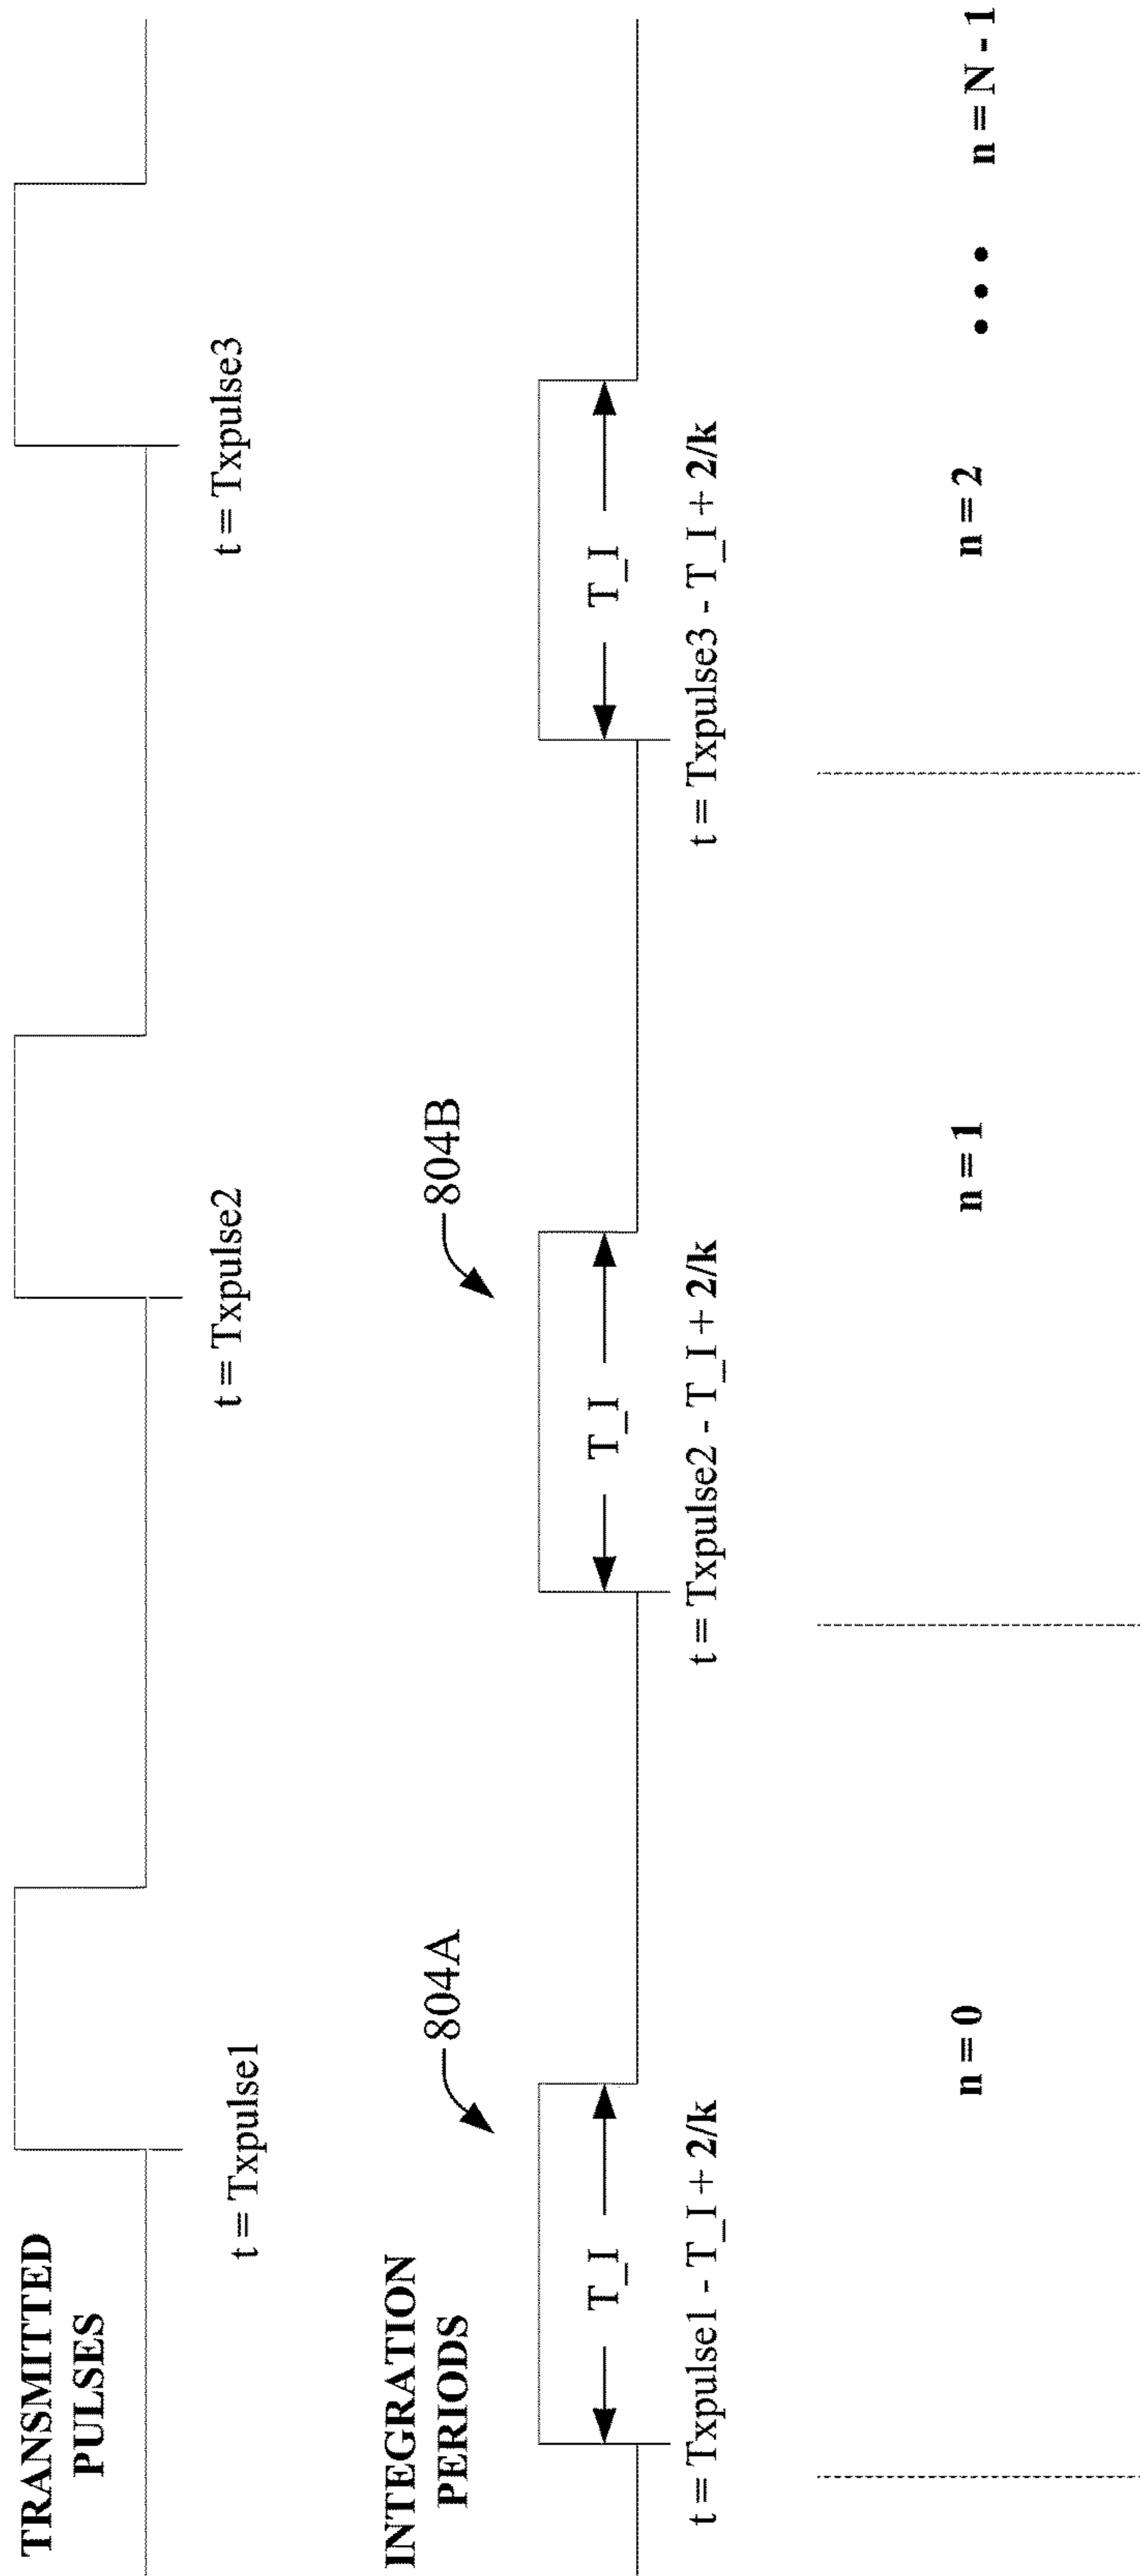 TRANSMITTED
PULSES
t = Txpulse1
t = Txpulse2
t = Txpulse3
INTEGRATION
PERIODS
804A
804B
T_I
T_I
T_I
t = Txpulse1 - T_I + 2/k
t = Txpulse2 - T_I + 2/k
t = Txpulse3 - T_I + 2/k
n = 0
n = 1
n = 2
• • •
n = N - 1